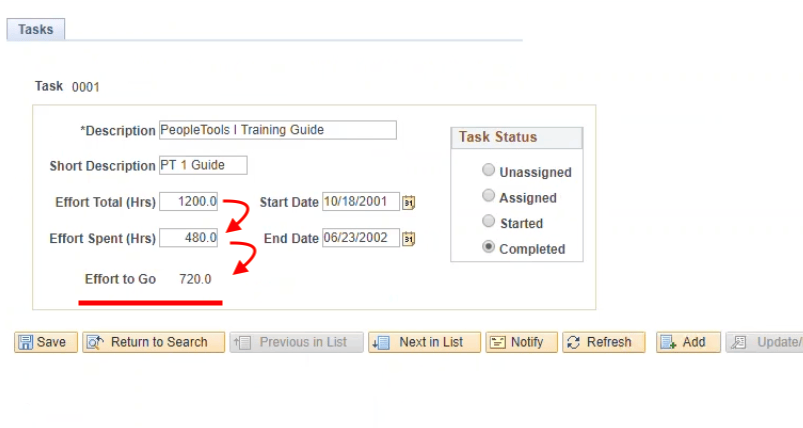 Tasks
Task 0001
*Description PeopleTools I Training Guide
Task Status
Short Description PT 1 Guide
Unassigned
Effort Total (Hrs) 1200.0 Start Date 10/18/2001 31
Assigned
Started
Effort Spent (Hrs) 480.0 End Date 06/23/2002 31
Completed
Effort to Go 720.0
Save Return to Search Previous in List Next in List Notify Refresh Add Update/